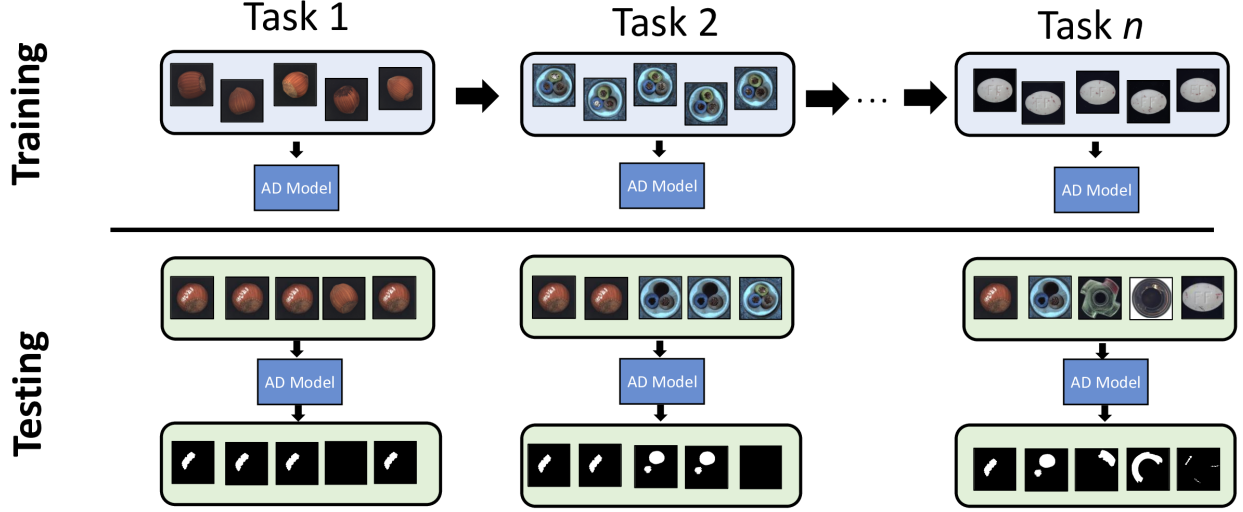 Task 1
Task 2
Task n
Training
...
AD Model
AD Model
AD Model
Testing
AD Model
AD Model
AD Model